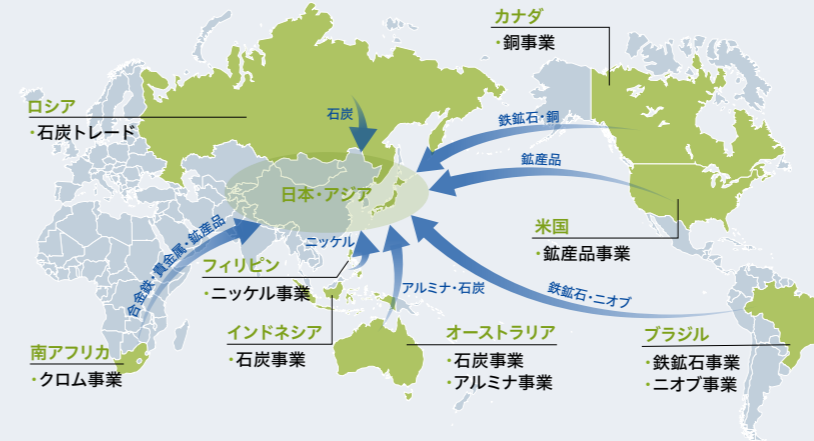 カナダ
・銅事業
ロシア
・石炭トレード
石炭
鉄鉱石・銅
鉱産品
日本・アジア
米国
・鉱産品事業
合金鉄・貴金属・鉱産品
ニッケル
フィリピン
・ニッケル事業
アルミナ・石炭
鉄鉱石・ニオブ
インドネシア
・石炭事業
オーストラリア
・石炭事業
・アルミナ事業
ブラジル
・鉄鉱石事業
・ニオブ事業
南アフリカ
・クロム事業